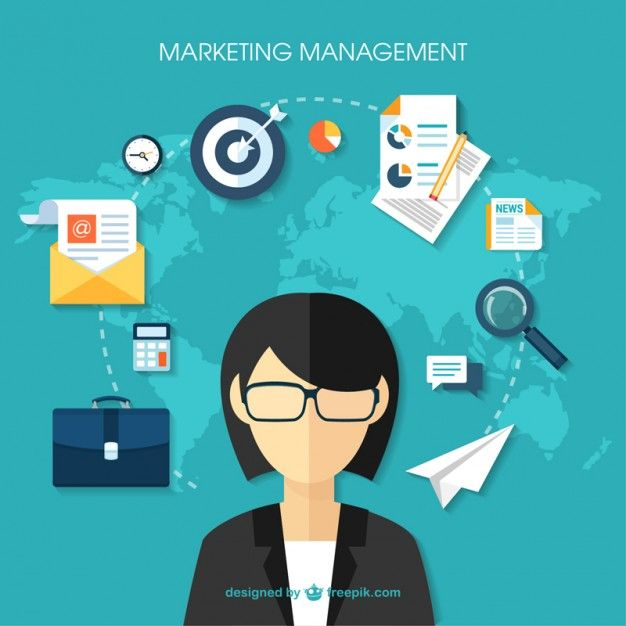 MARKETING MANAGEMENT
@
NEWS
designed by freepik.com